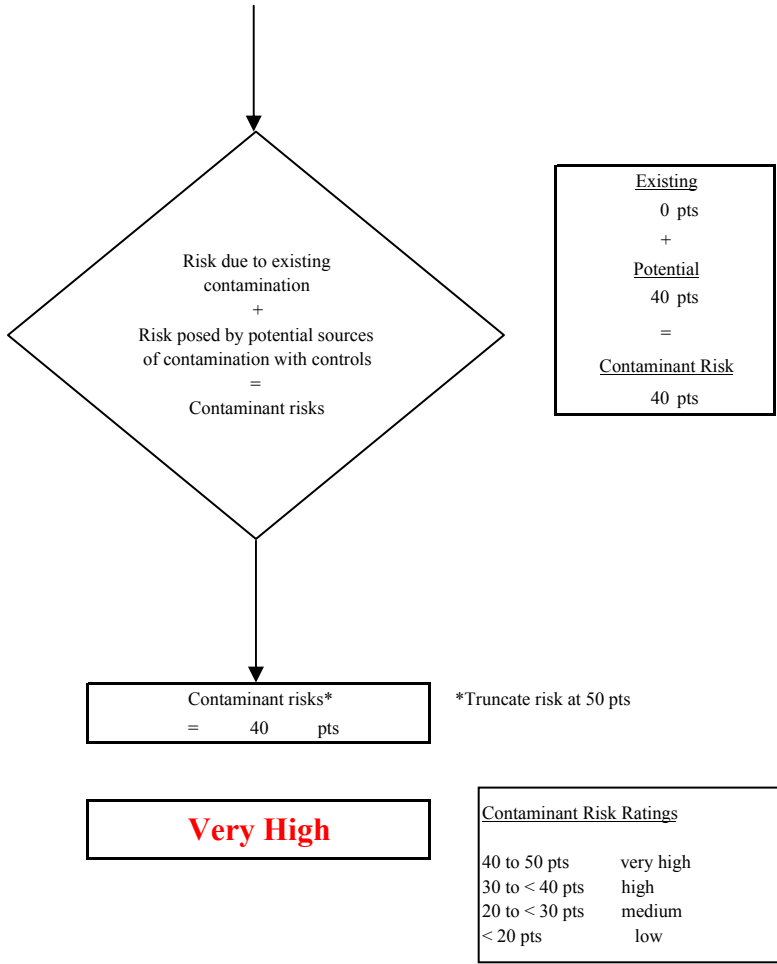 Risk due to existing
contamination
+
Risk posed by potential sources
of contamination with controls
=
Contaminant risks
Existing
0 pts
+
Potential
40 pts
=
Contaminant Risk
40 pts
Contaminant risks*
= 40 pts
*Truncate risk at 50 pts
Very High
Contaminant Risk Ratings
40 to 50 pts very high
30 to < 40 pts high
20 to < 30 pts medium
< 20 pts low